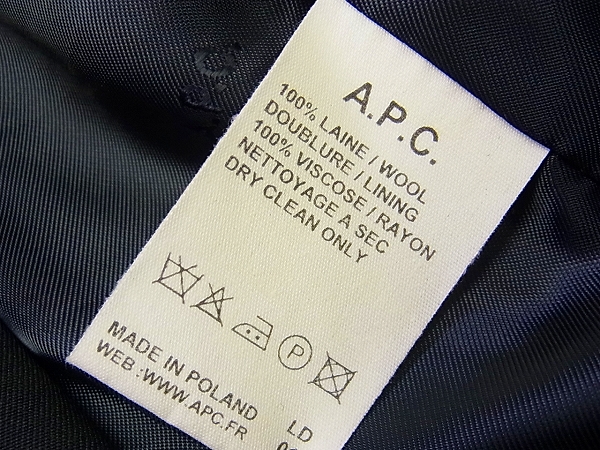 A.P.C.
100% LAINE / WOOL
DOUBLURE / LINING
100% VISCOSE / RAYON
NETTOYAGE A SEC
DRY CLEAN ONLY
P
MADE IN POLAND LD
WEB :WWW.APC.FR